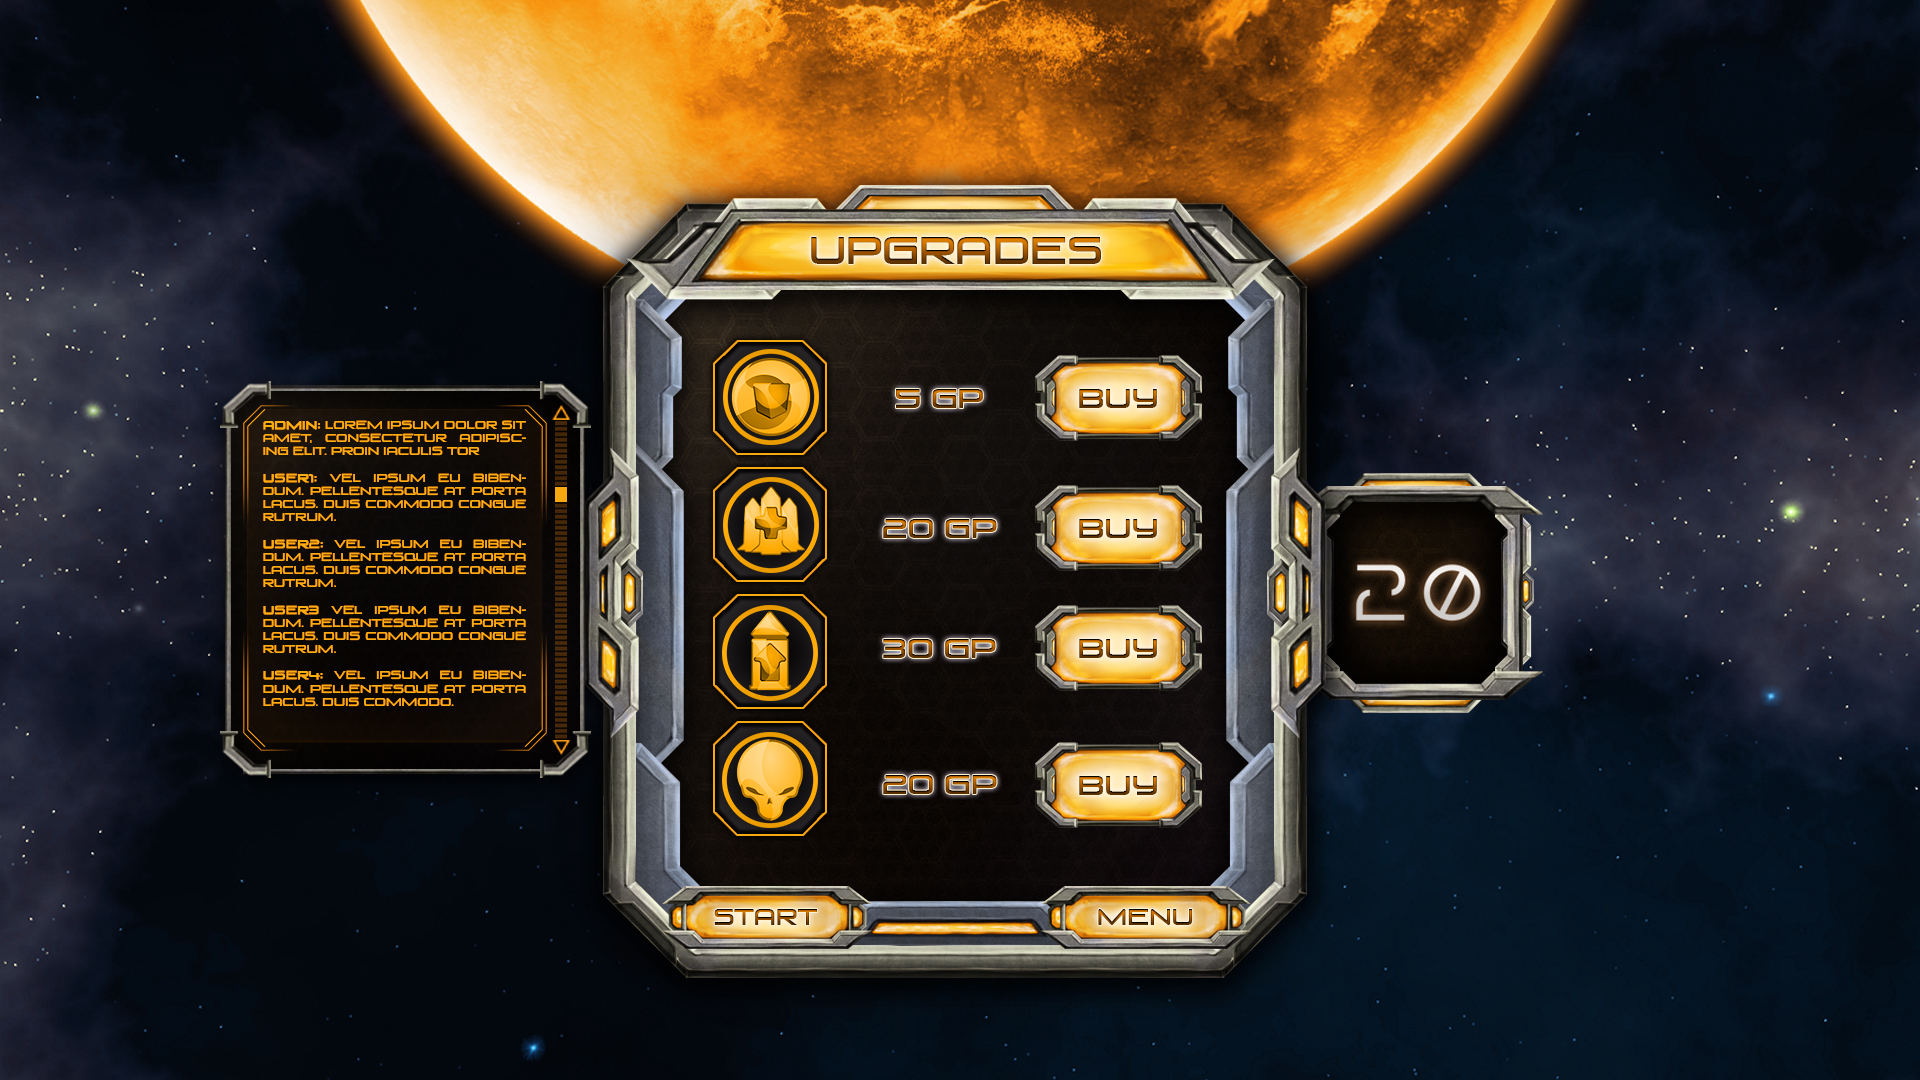 UPGRADES
ADMIN: LOREM IPSUM DOLOR SIT
AMET, CONSECTETUR ADIPISC-
ING ELIT. PROIN IACULIS TOR
USER1: VEL IPSUM EU BIBEN-
DUM. PELLENTESQUE AT PORTA
LACUS. DUIS COMMODO CONGUE
RUTRUM.
USER2: VEL IPSUM EU BIBEN-
DUM. PELLENTESQUE AT PORTA
LACUS. DUIS COMMODO CONGUE
RUTRUM.
USER3 VEL IPSUM EU BIBEN-
DUM. PELLENTESQUE AT PORTA
LACUS. DUIS COMMODO CONGUE
RUTRUM.
USER4: VEL IPSUM EU BIBEN-
DUM. PELLENTESQUE AT PORTA
LACUS. DUIS COMMODO.
5 GP BUY
20 GP BUY
30 GP BUY
20 GP BUY
20
START MENU